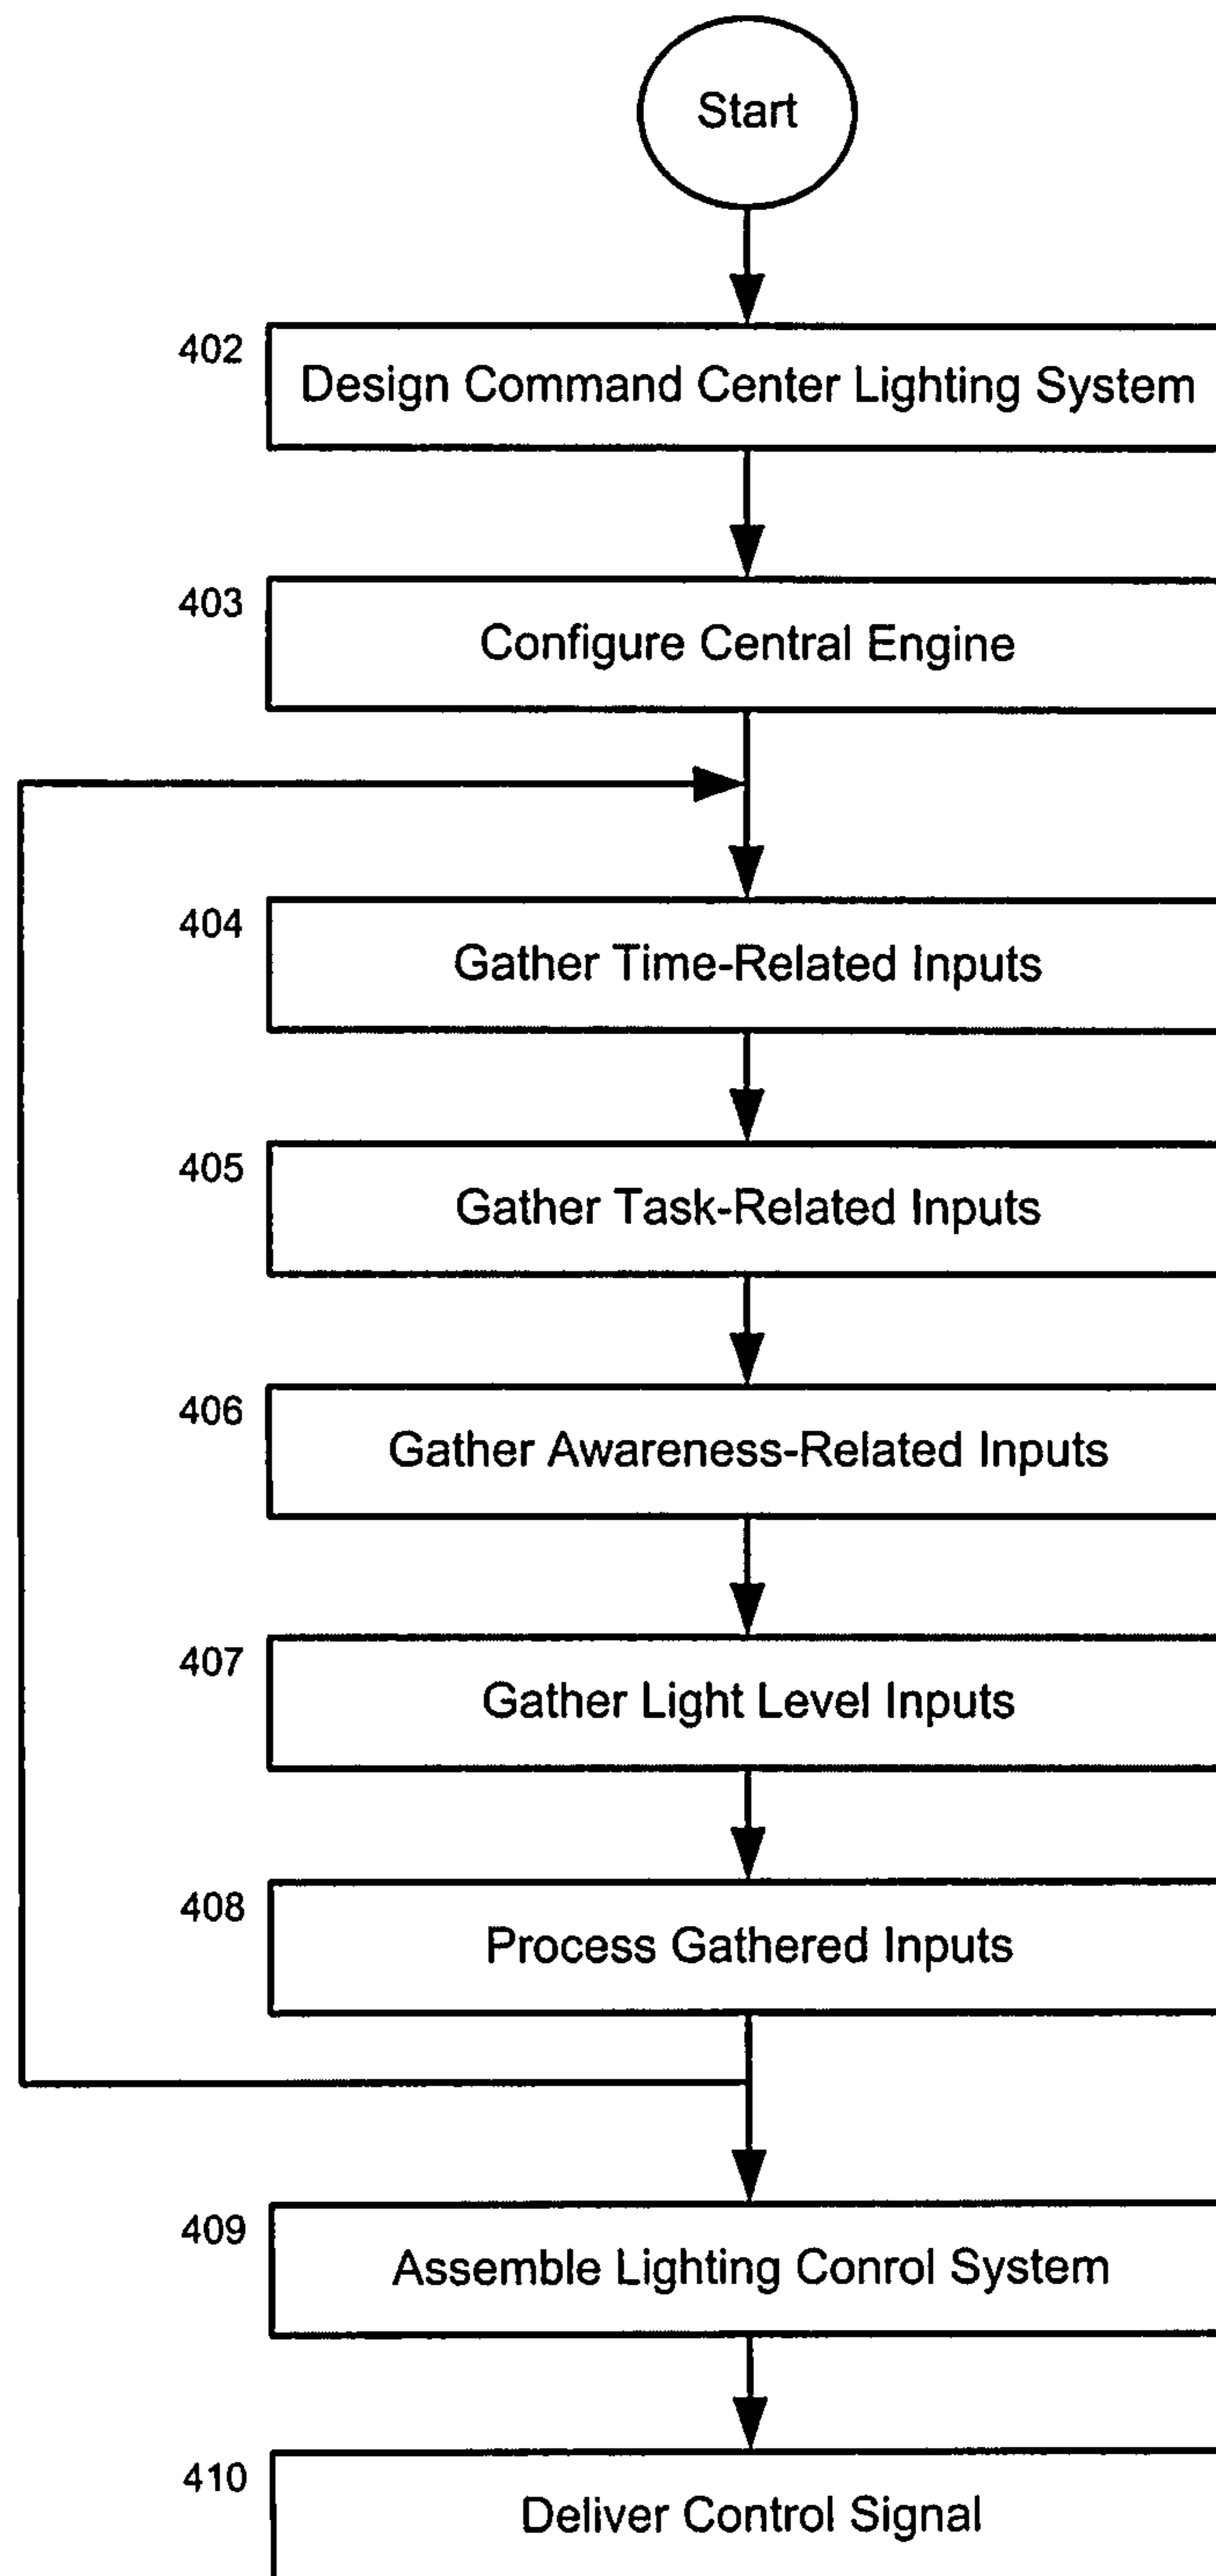 Start
402
Design Command Center Lighting System
403
Configure Central Engine
404
Gather Time-Related Inputs
405
Gather Task-Related Inputs
406
Gather Awareness-Related Inputs
407
Gather Light Level Inputs
408
Process Gathered Inputs
409
Assemble Lighting Conrol System
410
Deliver Control Signal